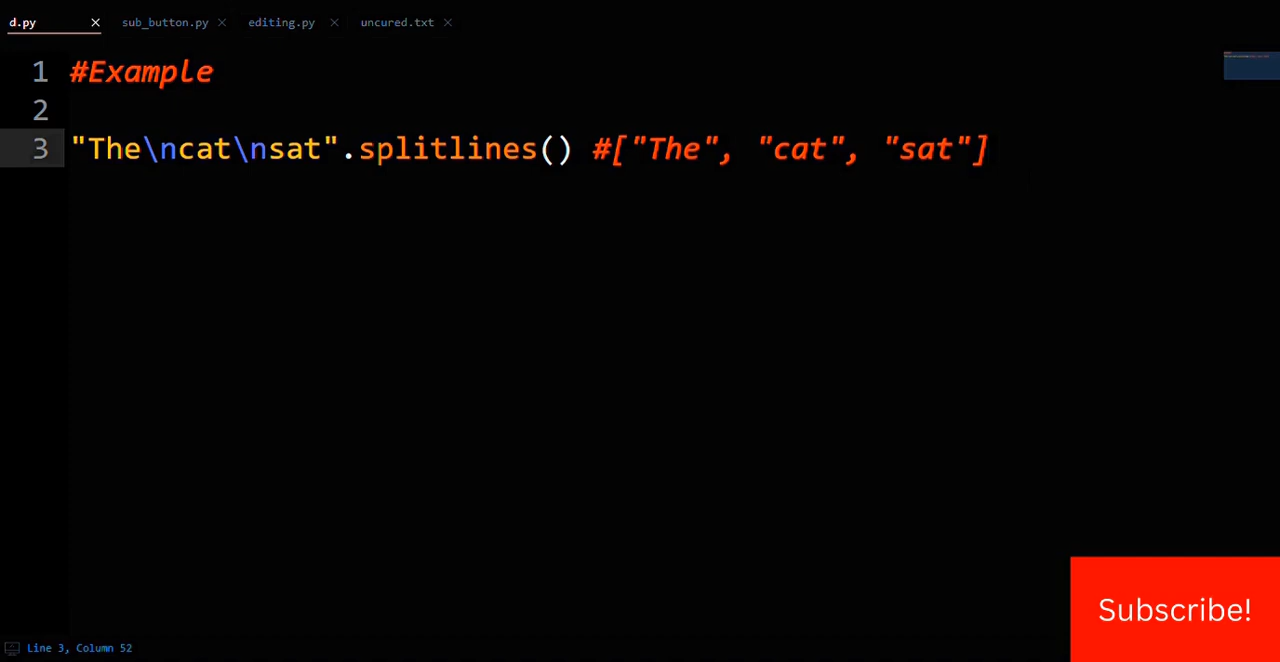 d.py × sub_button.py × editing.py × uncured.txt ×
1 #Example
2
3 "The\ncat\nsat".splitlines() #["The", "cat", "sat"]
Subscribe!
Line 3, Column 52